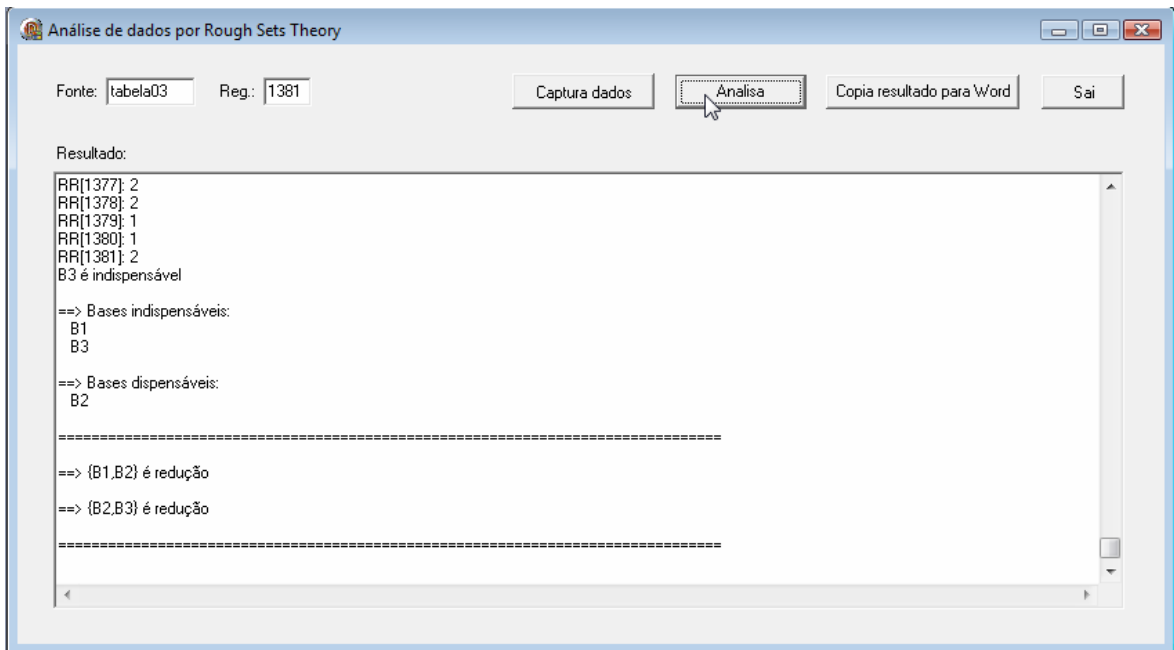 Análise de dados por Rough Sets Theory
Fonte: tabela03 Reg.: 1381 Captura dados Analisa Copia resultado para Word Sai
Resultado:
RR[1377]: 2
RR[1378]: 2
RR[1379]: 1
RR[1380]: 1
RR[1381]: 2
B3 é indispensável
==> Bases indispensáveis:
B1
B3
==> Bases dispensáveis:
B2
================================================================================
==> {B1,B2} é redução
==> {B2,B3} é redução
================================================================================